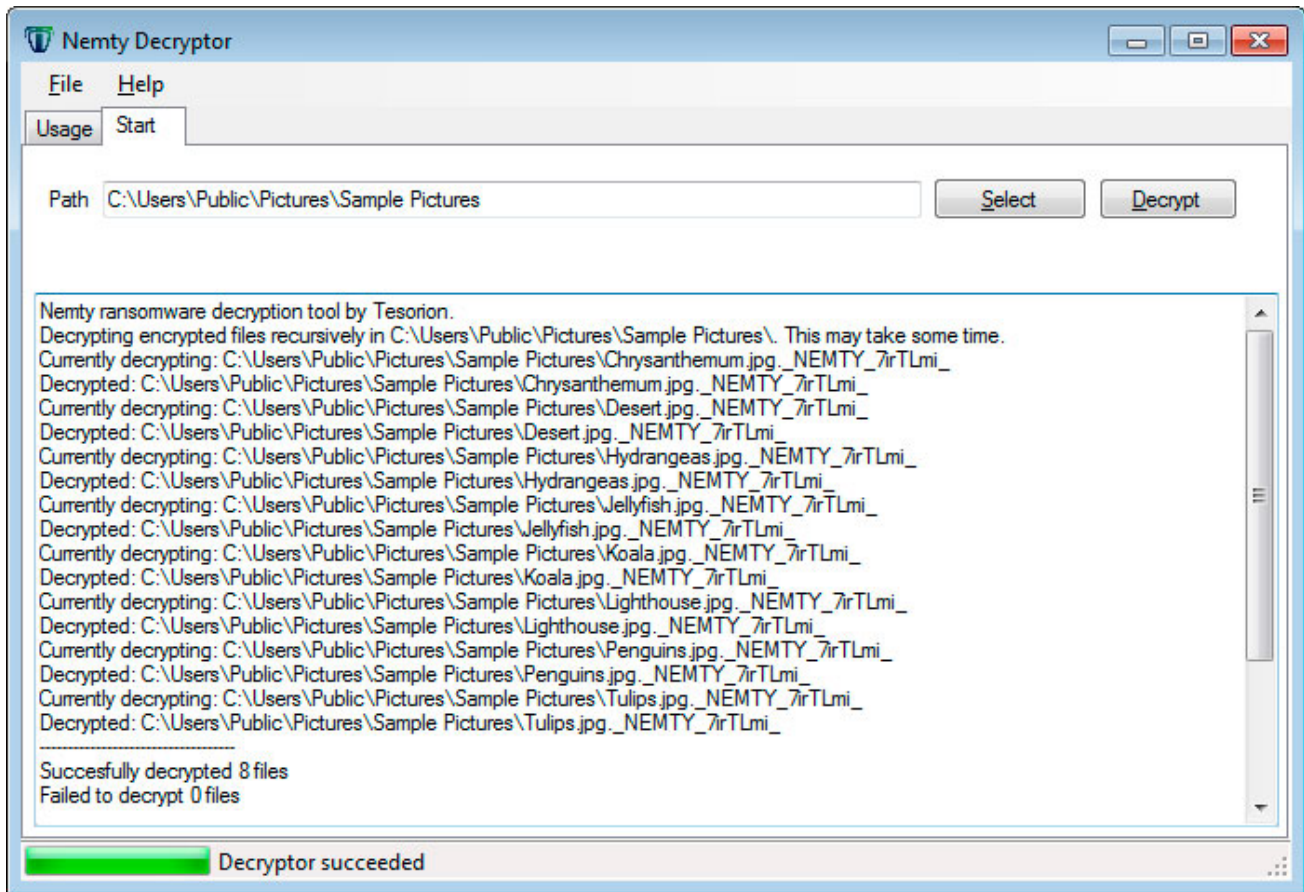 Nemty Decryptor
File Help
Usage Start
Path C:\Users\Public\Pictures\Sample Pictures Select Decrypt
Nemty ransomware decryption tool by Tesorion.
Decrypting encrypted files recursively in C:\Users\Public\Pictures\Sample Pictures\. This may take some time.
Currently decrypting: C:\Users\Public\Pictures\Sample Pictures\Chrysanthemum.jpg._NEMTY_7irTLmi_
Decrypted: C:\Users\Public\Pictures\Sample Pictures\Chrysanthemum.jpg._NEMTY_7irTLmi_
Currently decrypting: C:\Users\Public\Pictures\Sample Pictures\Desert.jpg._NEMTY_7irTLmi_
Decrypted: C:\Users\Public\Pictures\Sample Pictures\Desert.jpg._NEMTY_7irTLmi_
Currently decrypting: C:\Users\Public\Pictures\Sample Pictures\Hydrangeas.jpg._NEMTY_7irTLmi_
Decrypted: C:\Users\Public\Pictures\Sample Pictures\Hydrangeas.jpg._NEMTY_7irTLmi_
Currently decrypting: C:\Users\Public\Pictures\Sample Pictures\Jellyfish.jpg._NEMTY_7irTLmi_
Decrypted: C:\Users\Public\Pictures\Sample Pictures\Jellyfish.jpg._NEMTY_7irTLmi_
Currently decrypting: C:\Users\Public\Pictures\Sample Pictures\Koala.jpg._NEMTY_7irTLmi_
Decrypted: C:\Users\Public\Pictures\Sample Pictures\Koala.jpg._NEMTY_7irTLmi_
Currently decrypting: C:\Users\Public\Pictures\Sample Pictures\Lighthouse.jpg._NEMTY_7irTLmi_
Decrypted: C:\Users\Public\Pictures\Sample Pictures\Lighthouse.jpg._NEMTY_7irTLmi_
Currently decrypting: C:\Users\Public\Pictures\Sample Pictures\Penguins.jpg._NEMTY_7irTLmi_
Decrypted: C:\Users\Public\Pictures\Sample Pictures\Penguins.jpg._NEMTY_7irTLmi_
Currently decrypting: C:\Users\Public\Pictures\Sample Pictures\Tulips.jpg._NEMTY_7irTLmi_
Decrypted: C:\Users\Public\Pictures\Sample Pictures\Tulips.jpg._NEMTY_7irTLmi_
-----------------------------------
Succesfully decrypted 8 files
Failed to decrypt 0 files
Decryptor succeeded